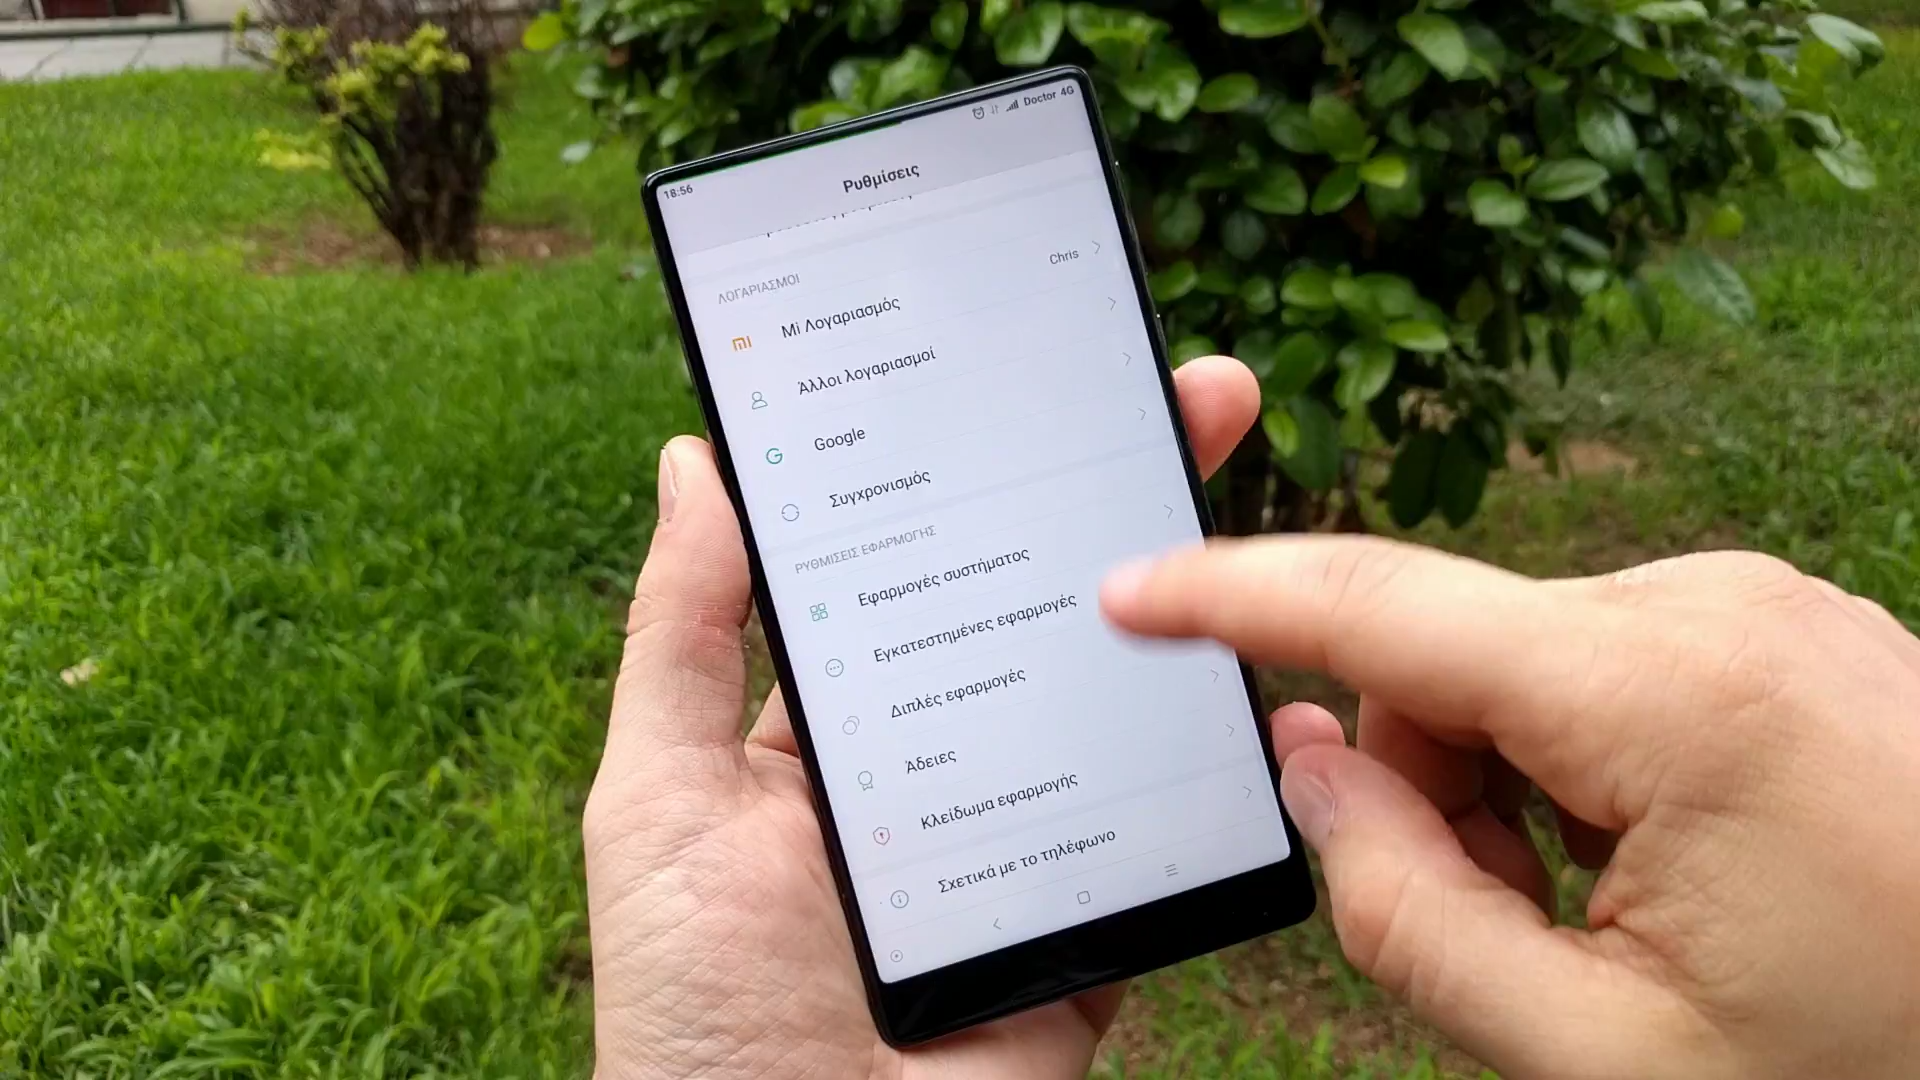 Doctor 4G
18:56
Ρυθμίσεις
ΛΟΓΑΡΙΑΣΜΟΙ
Mi Λογαριασμός
Chris
Άλλοι λογαριασμοί
Google
Συγχρονισμός
ΡΥΘΜΙΣΕΙΣ ΕΦΑΡΜΟΓΗΣ
Εφαρμογές συστήματος
Εγκατεστημένες εφαρμογές
Διπλές εφαρμογές
Άδειες
Κλείδωμα εφαρμογής
Σχετικά με το τηλέφωνο